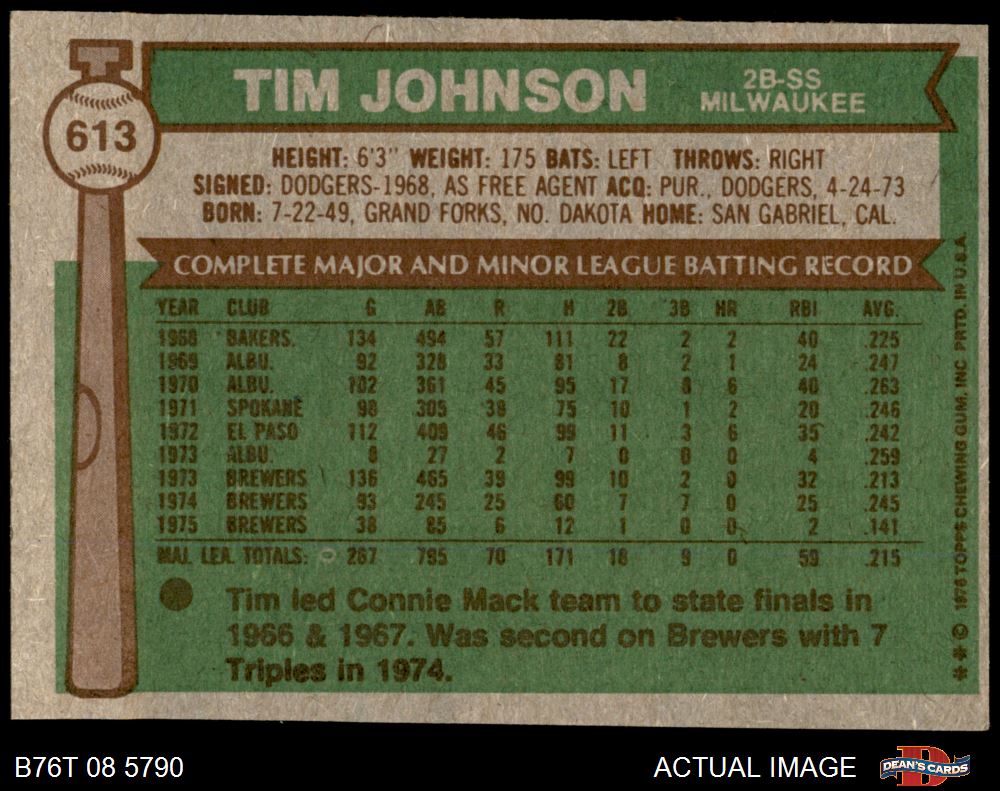 613
TIM JOHNSON
2B-SS
MILWAUKEE
HEIGHT: 6'3" WEIGHT: 175 BATS: LEFT THROWS: RIGHT
SIGNED: DODGERS-1968, AS FREE AGENT ACQ: PUR., DODGERS, 4-24-73
BORN: 7-22-49, GRAND FORKS, NO. DAKOTA HOME: SAN GABRIEL, CAL.
COMPLETE MAJOR AND MINOR LEAGUE BATTING RECORD
YEAR CLUB G AB R H 2B 3B HR RBI AVG.
1968 BAKERS. 134 494 57 111 22 2 2 40 .225
1969 ALBU. 92 328 33 81 8 2 1 24 .247
1970 ALBU. 102 361 45 95 17 0 6 40 .263
1971 SPOKANE 98 305 38 75 10 1 2 20 .246
1972 EL PASO 112 409 46 99 11 3 6 35 .242
1973 ALBU. 8 27 2 7 0 0 0 4 .259
1973 BREWERS 136 465 39 99 10 2 0 32 .213
1974 BREWERS 93 245 25 60 7 7 0 25 .245
1975 BREWERS 38 85 6 12 1 0 0 2 .141
MAJ. LEA. TOTALS: 267 795 70 171 18 9 0 59 .215
Tim led Connie Mack team to state finals in
1966 & 1967. Was second on Brewers with 7
Triples in 1974.
** © 1976 TOPPS CHEWING GUM, INC. PRTD. IN U.S.A.
B76T 08 5790
ACTUAL IMAGE
D
DEAN'S CARDS